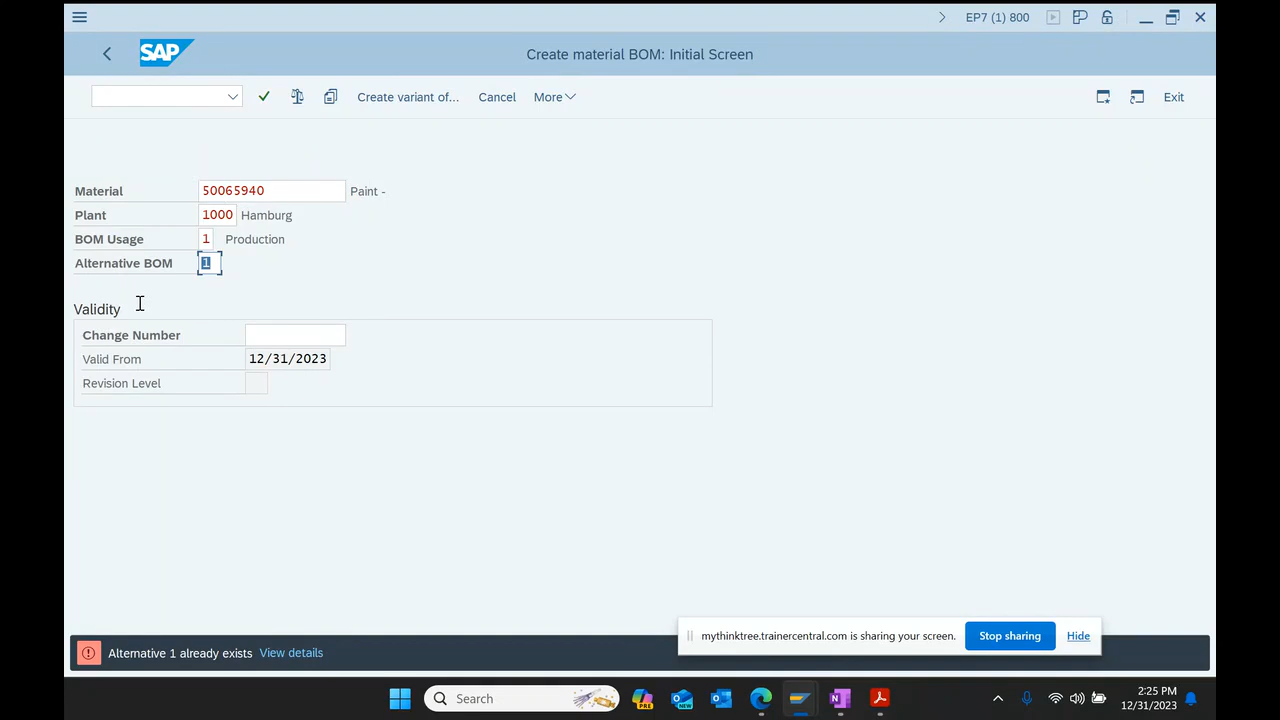 EP7 (1) 800
SAP
Create material BOM: Initial Screen
Create variant of... Cancel More Exit
Material 50065940 Paint -
Plant 1000 Hamburg
BOM Usage 1 Production
Alternative BOM 1
Validity
Change Number
Valid From 12/31/2023
Revision Level
mythinktree.trainercentral.com is sharing your screen. Stop sharing Hide
Alternative 1 already exists View details
Search PRE NEW 2:25 PM
12/31/2023